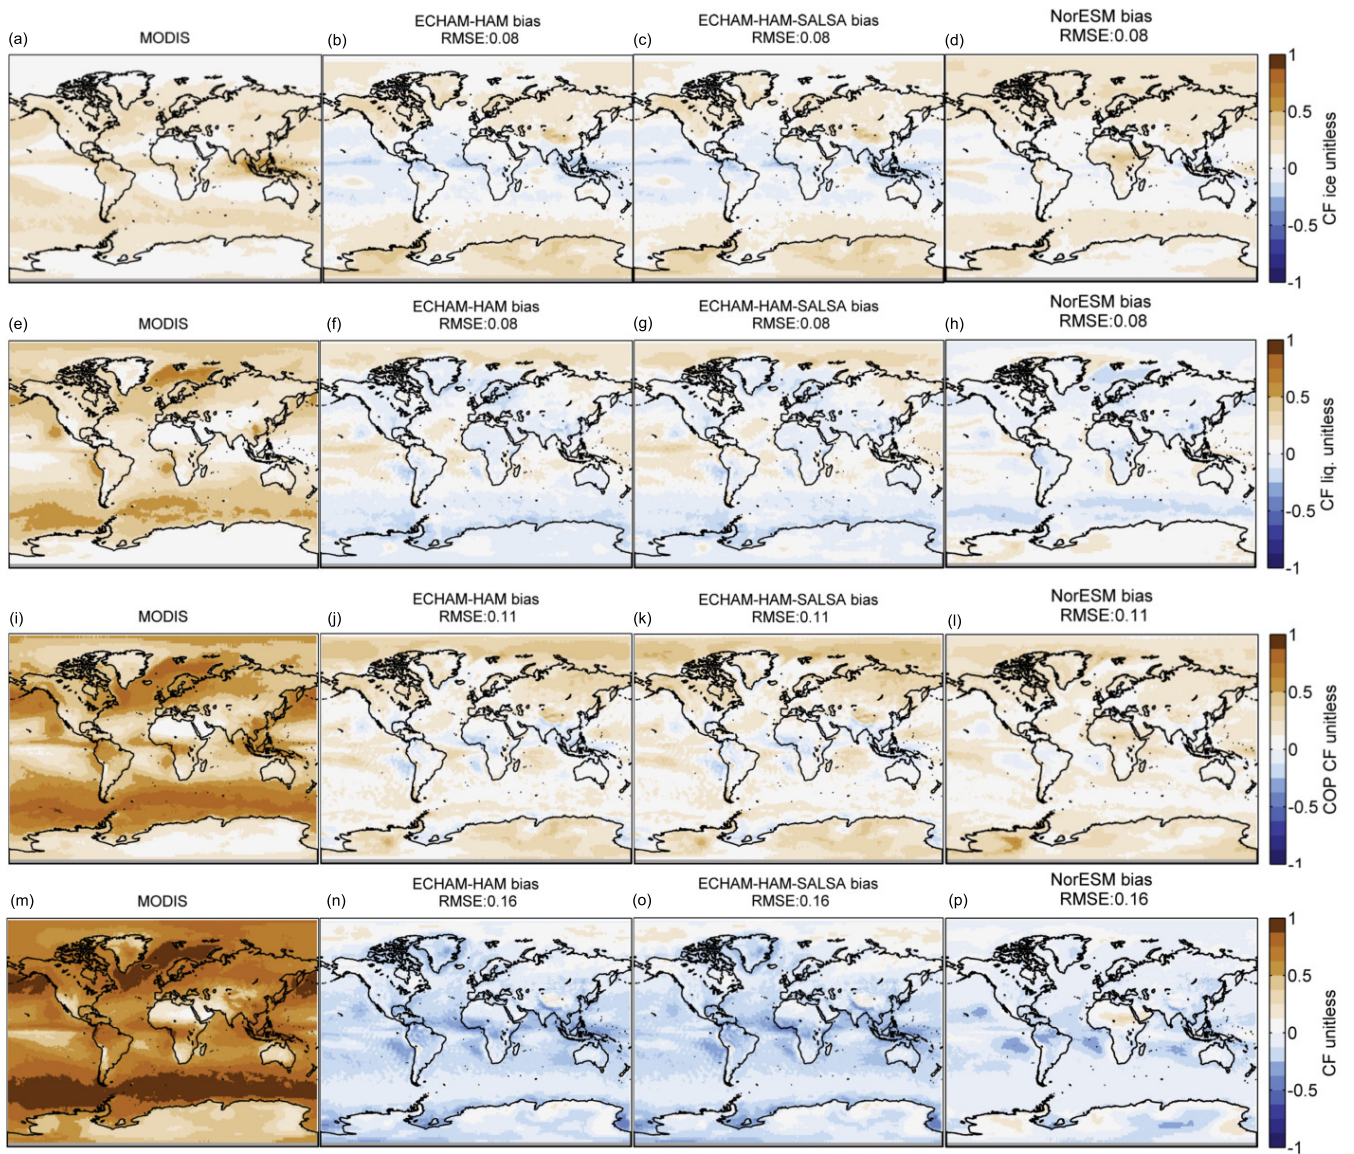 (a)
MODIS
(b)
ECHAM-HAM bias
RMSE:0.08
(c)
ECHAM-HAM-SALSA bias
RMSE:0.08
(d)
NorESM bias
RMSE:0.08
1
0.5
0
-0.5
-1
CF ice unitless
(e)
MODIS
(f)
ECHAM-HAM bias
RMSE:0.08
(g)
ECHAM-HAM-SALSA bias
RMSE:0.08
(h)
NorESM bias
RMSE:0.08
1
0.5
0
-0.5
-1
CF liq. unitless
(i)
MODIS
(j)
ECHAM-HAM bias
RMSE:0.11
(k)
ECHAM-HAM-SALSA bias
RMSE:0.11
(l)
NorESM bias
RMSE:0.11
1
0.5
0
-0.5
-1
COP CF unitless
(m)
MODIS
(n)
ECHAM-HAM bias
RMSE:0.16
(o)
ECHAM-HAM-SALSA bias
RMSE:0.16
(p)
NorESM bias
RMSE:0.16
1
0.5
0
-0.5
-1
CF unitless